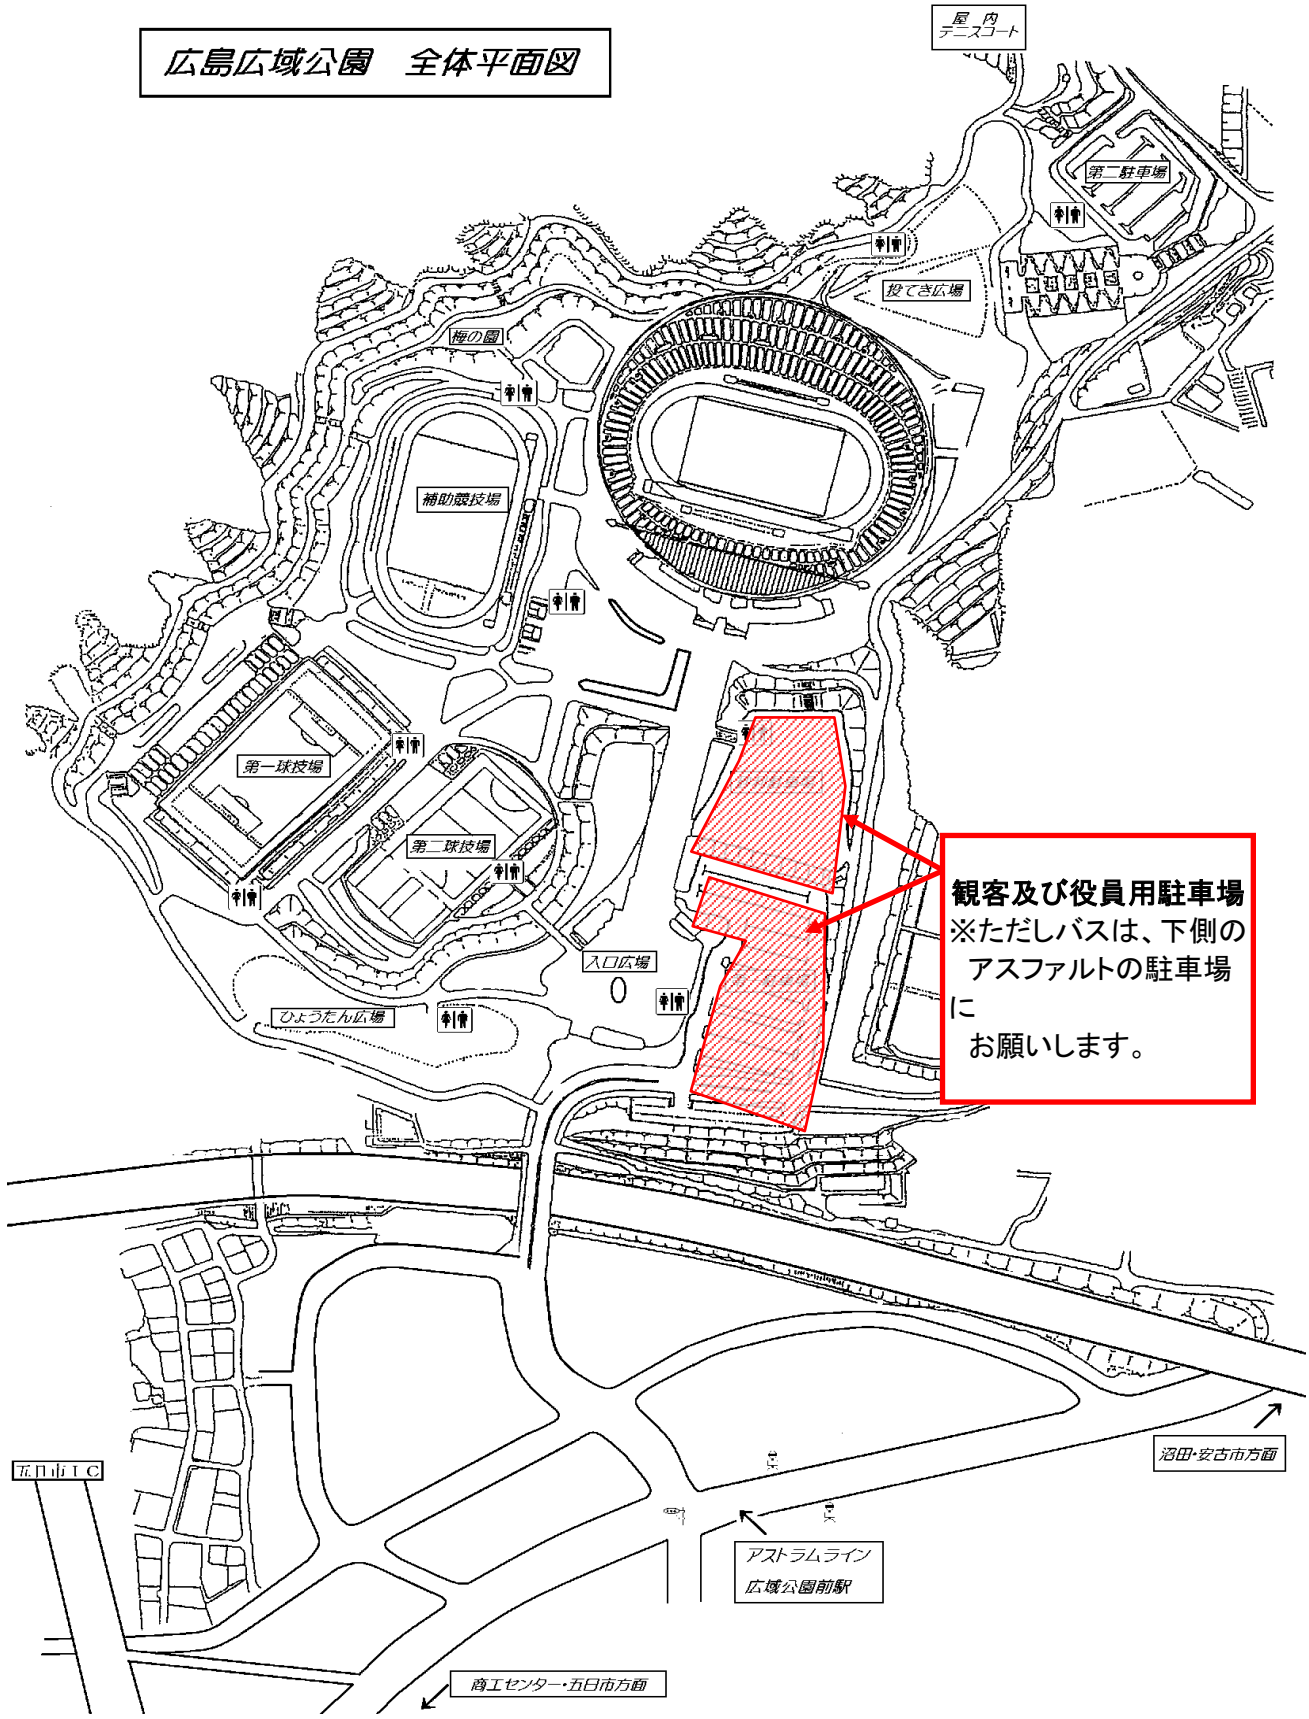 屋 内
テニスコート
広島広域公園　全体平面図
第二駐車場
投てき広場
梅の園
補助競技場
第一球技場
第二球技場
観客及び役員用駐車場
※ただしバスは、下側の
アスファルトの駐車場
に
お願いします。
入口広場
ひょうたん広場
沼田・安古市方面
五日市IC
アストラムライン
広域公園前駅
商工センター・五日市方面